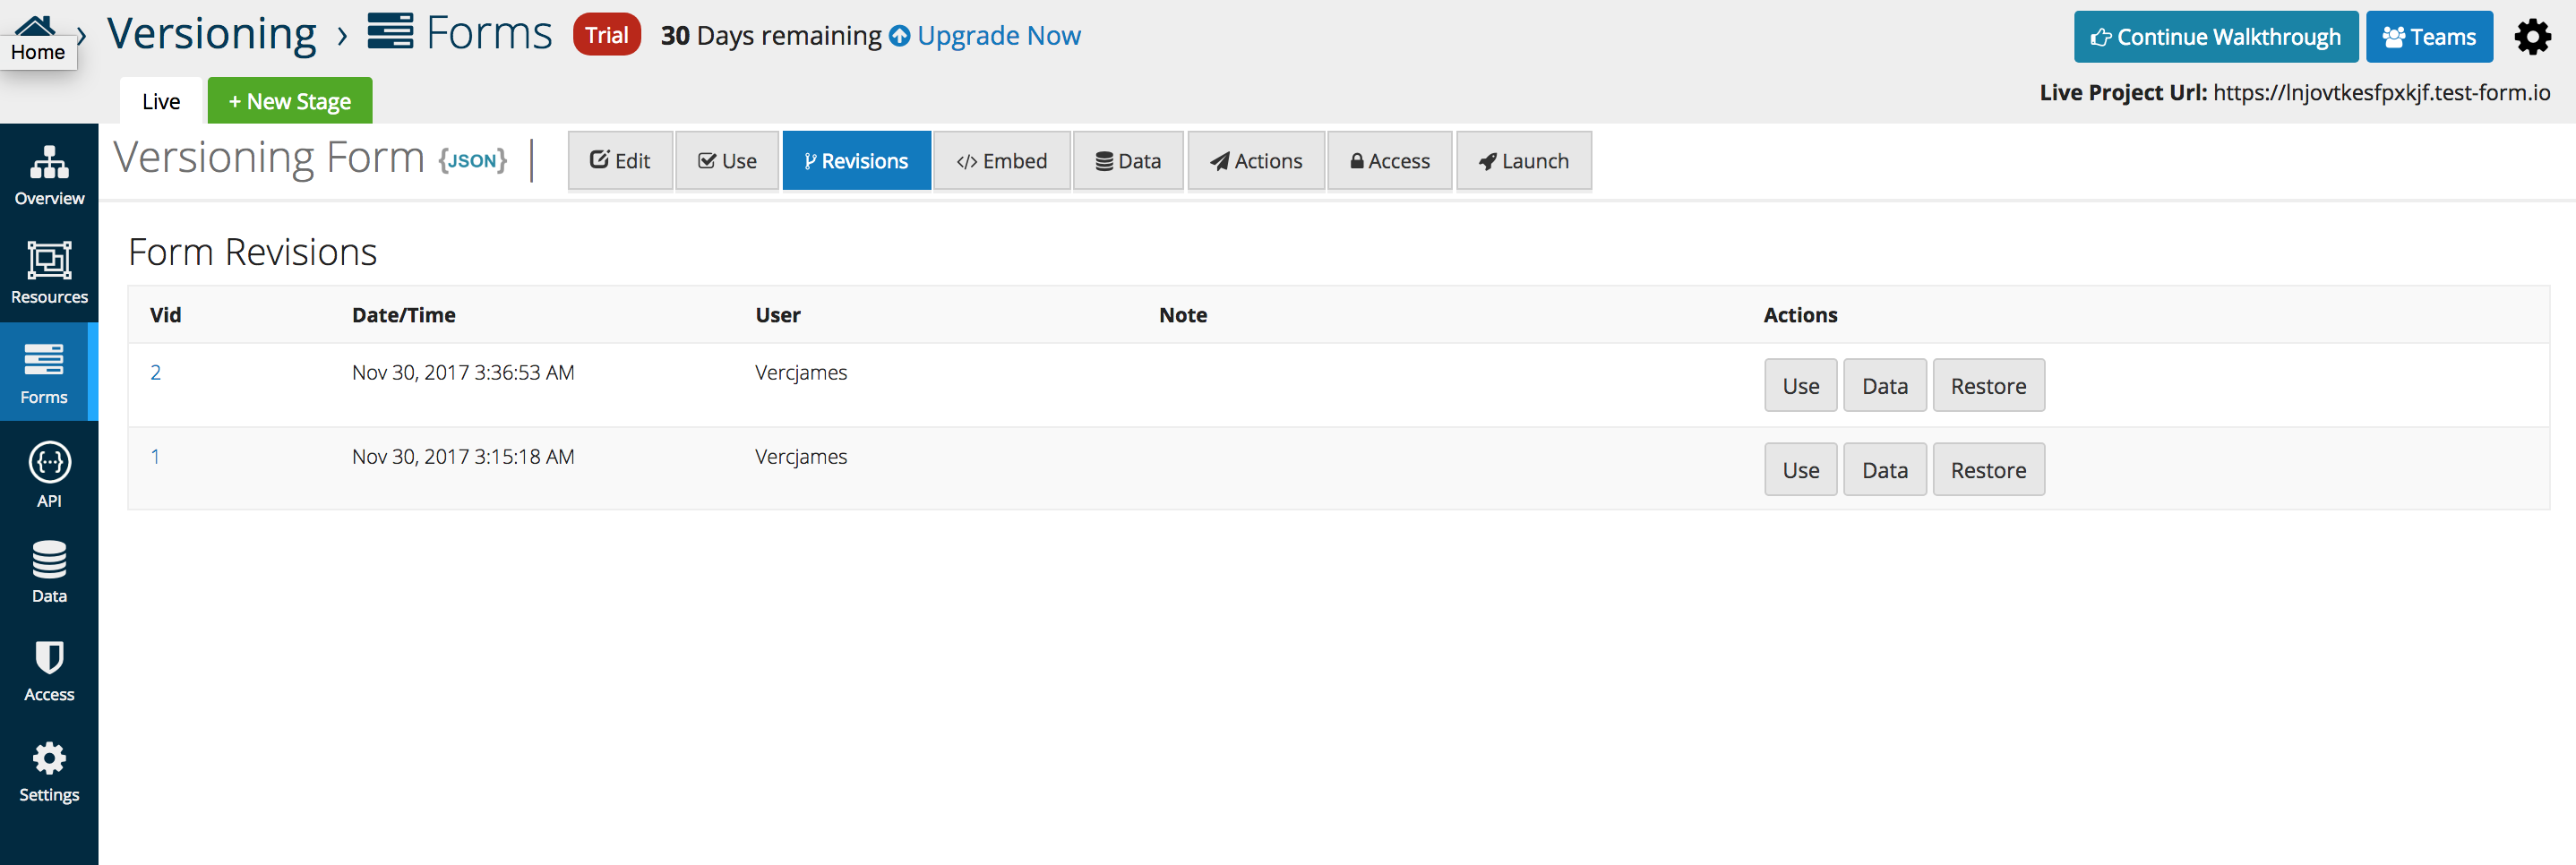 Versioning › Forms Trial 30 Days remaining Upgrade Now
Continue Walkthrough Teams
Home
Live + New Stage
Live Project Url: https://lnjovtkesfpxkjf.test-form.io
Versioning Form {JSON} | Edit Use Revisions </> Embed Data Actions Access Launch
Overview
Resources
Forms
API
Data
Access
Settings
Form Revisions
Vid Date/Time User Note Actions
2 Nov 30, 2017 3:36:53 AM Vercjames Use Data Restore
1 Nov 30, 2017 3:15:18 AM Vercjames Use Data Restore